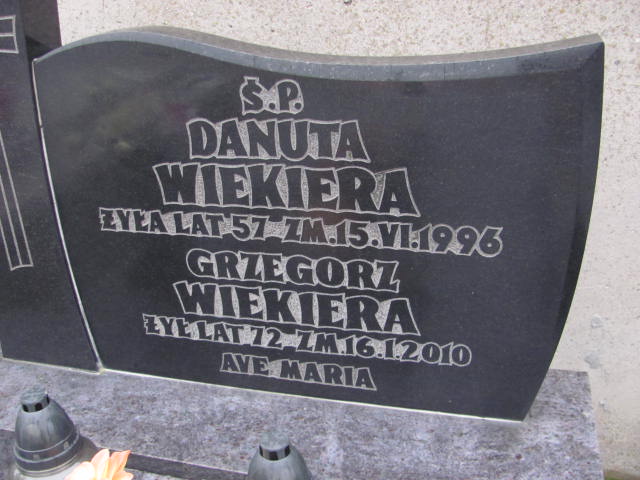 Ś.P.
DANUTA
WIEKIERA
ŻYŁA LAT 57 ZM.15.VI.1996
GRZEGORZ
WIEKIERA
ŻYŁ LAT 72 ZM.16.I.2010
AVE MARIA